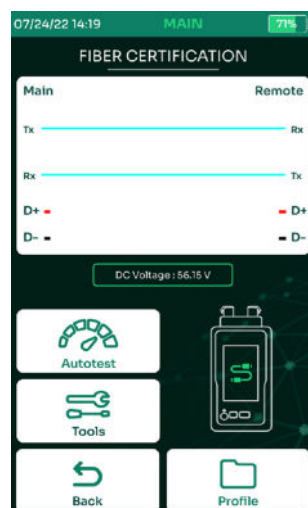 07/24/22 14:19 MAIN 71%
FIBER CERTIFICATION
Main Remote
Tx Rx
Rx Tx
D+ D+
D- D-
DC Voltage : 56.15 V
Autotest
Tools
Back Profile